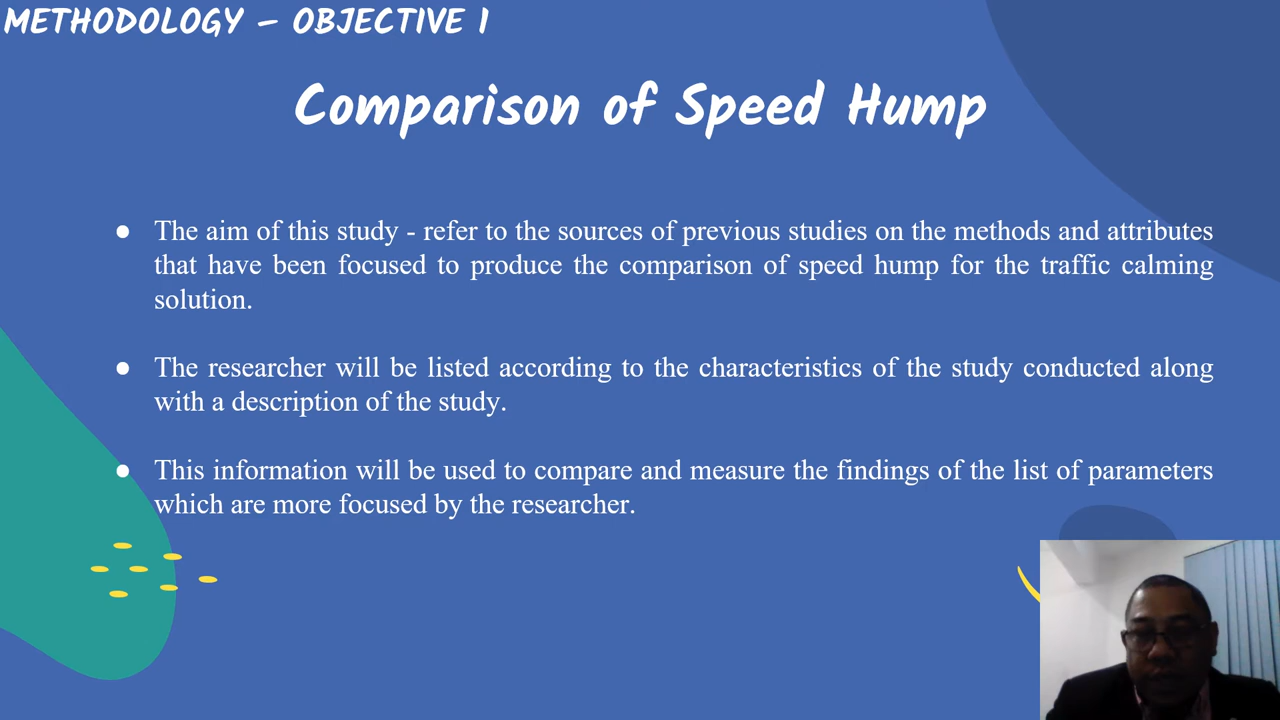 METHODOLOGY – OBJECTIVE 1
Comparison of Speed Hump
● The aim of this study - refer to the sources of previous studies on the methods and attributes
that have been focused to produce the comparison of speed hump for the traffic calming
solution.
● The researcher will be listed according to the characteristics of the study conducted along
with a description of the study.
● This information will be used to compare and measure the findings of the list of parameters
which are more focused by the researcher.